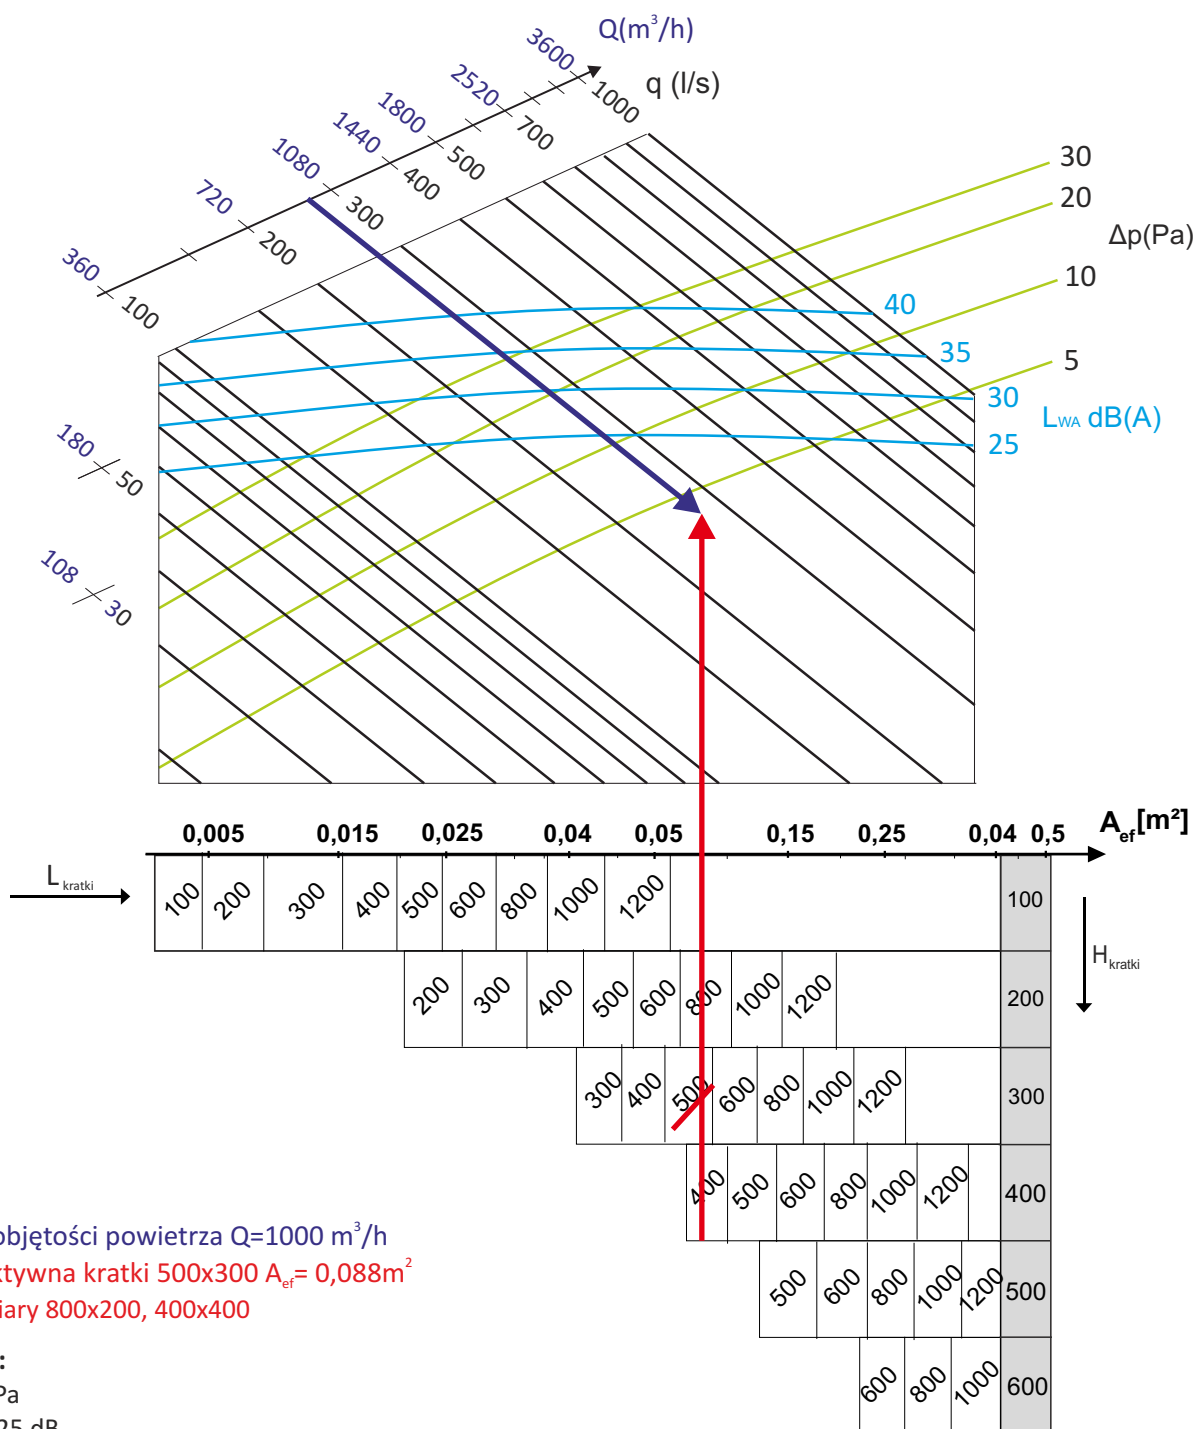 Q(m³/h)
q (l/s)
3600 1000
2520 700
1800 500
1440 400
1080 300
720 200
360 100
180 50
108 30
30
20
Δp(Pa)
10
5
40
35
30
25
LWA dB(A)
0,005 0,015 0,025 0,04 0,05 0,15 0,25 0,04 0,5 Aef[m²]
L kratki
100 200 300 400 500 600 800 1000 1200 100
Hkratki
200 300 400 500 600 800 1000 1200 200
300 400 500 600 800 1000 1200 300
400 500 600 800 1000 1200 400
500 600 800 1000 1200 500
600 800 1000 600
objętości powietrza Q=1000 m³/h
ktywna kratki 500x300 Aef= 0,088m²
iary 800x200, 400x400
:
Pa
25 dB